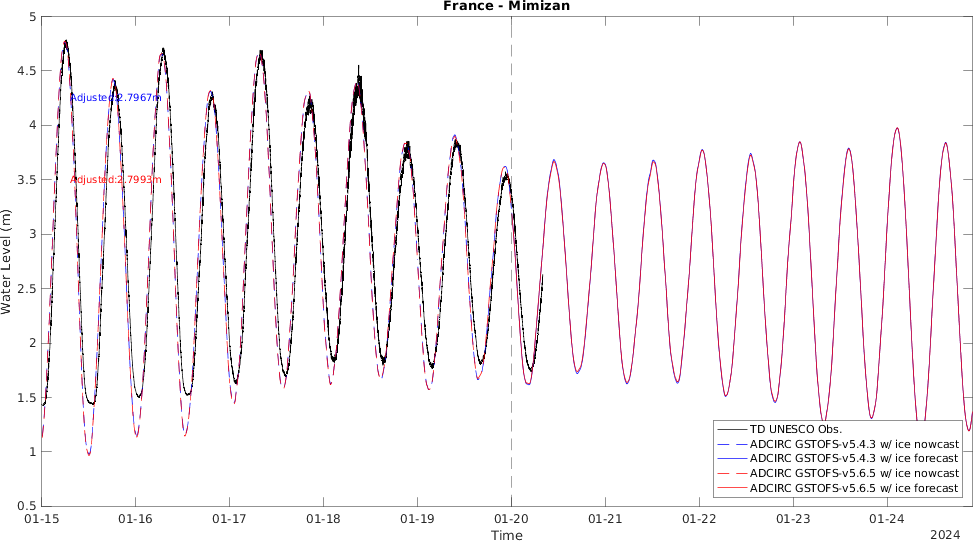 France - Mimizan
5
4.5
4
3.5
3
2.5
2
1.5
1
0.5
Water Level (m)
Adjusted:2.7967m
Adjusted:2.7993m
TD UNESCO Obs.
ADCIRC GSTOFS-v5.4.3 w/ ice nowcast
ADCIRC GSTOFS-v5.4.3 w/ ice forecast
ADCIRC GSTOFS-v5.6.5 w/ ice nowcast
ADCIRC GSTOFS-v5.6.5 w/ ice forecast
01-15 01-16 01-17 01-18 01-19 01-20 01-21 01-22 01-23 01-24
Time
2024